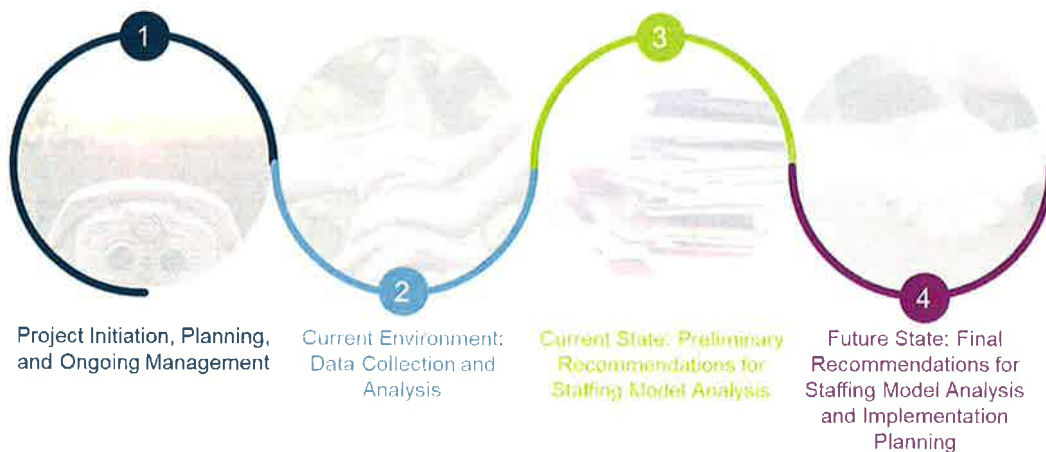 1
3
2
4
Project Initiation, Planning,
and Ongoing Management
Current Environment:
Data Collection and
Analysis
Current State: Preliminary
Recommendations for
Staffing Model Analysis
Future State: Final
Recommendations for
Staffing Model Analysis
and Implementation
Planning